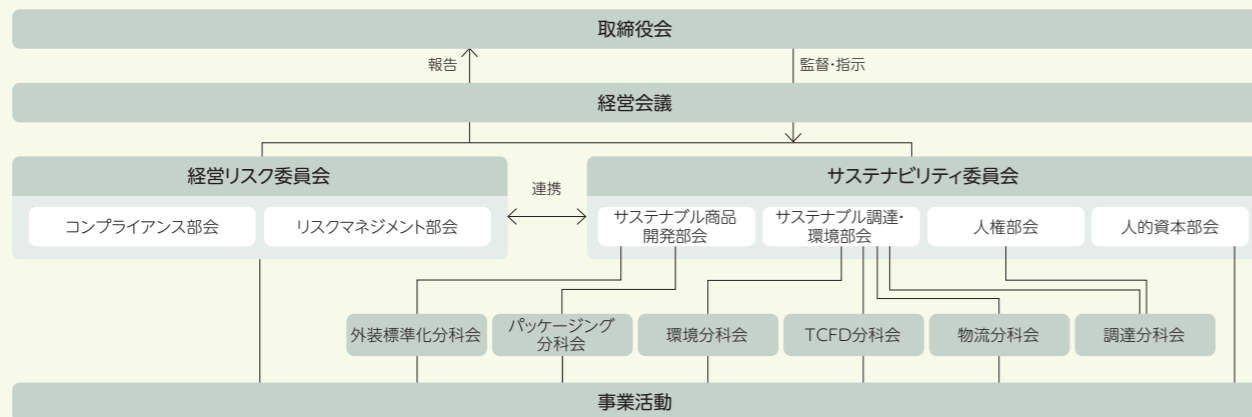 取締役会
報告
監督・指示
経営会議
経営リスク委員会
連携
サステナビリティ委員会
コンプライアンス部会
リスクマネジメント部会
サステナブル商品
開発部会
サステナブル調達・
環境部会
人権部会
人的資本部会
外装標準化分科会
パッケージング
分科会
環境分科会
TCFD分科会
物流分科会
調達分科会
事業活動